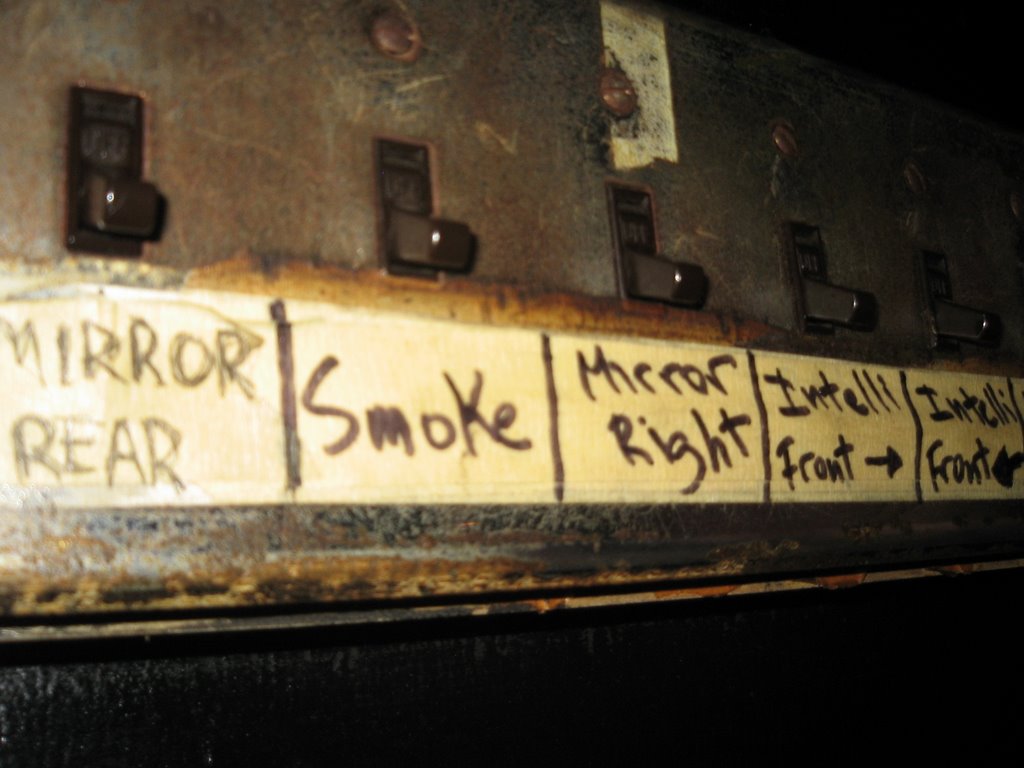 MIRROR
REAR
Smoke
Mirror
Right
Intelli
Front →
Intelli
Front ←